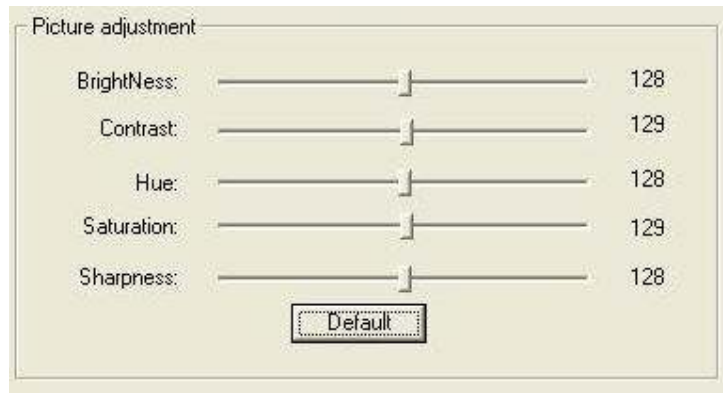 Picture adjustment
BrightNess: 128
Contrast: 129
Hue: 128
Saturation: 129
Sharpness: 128
Default